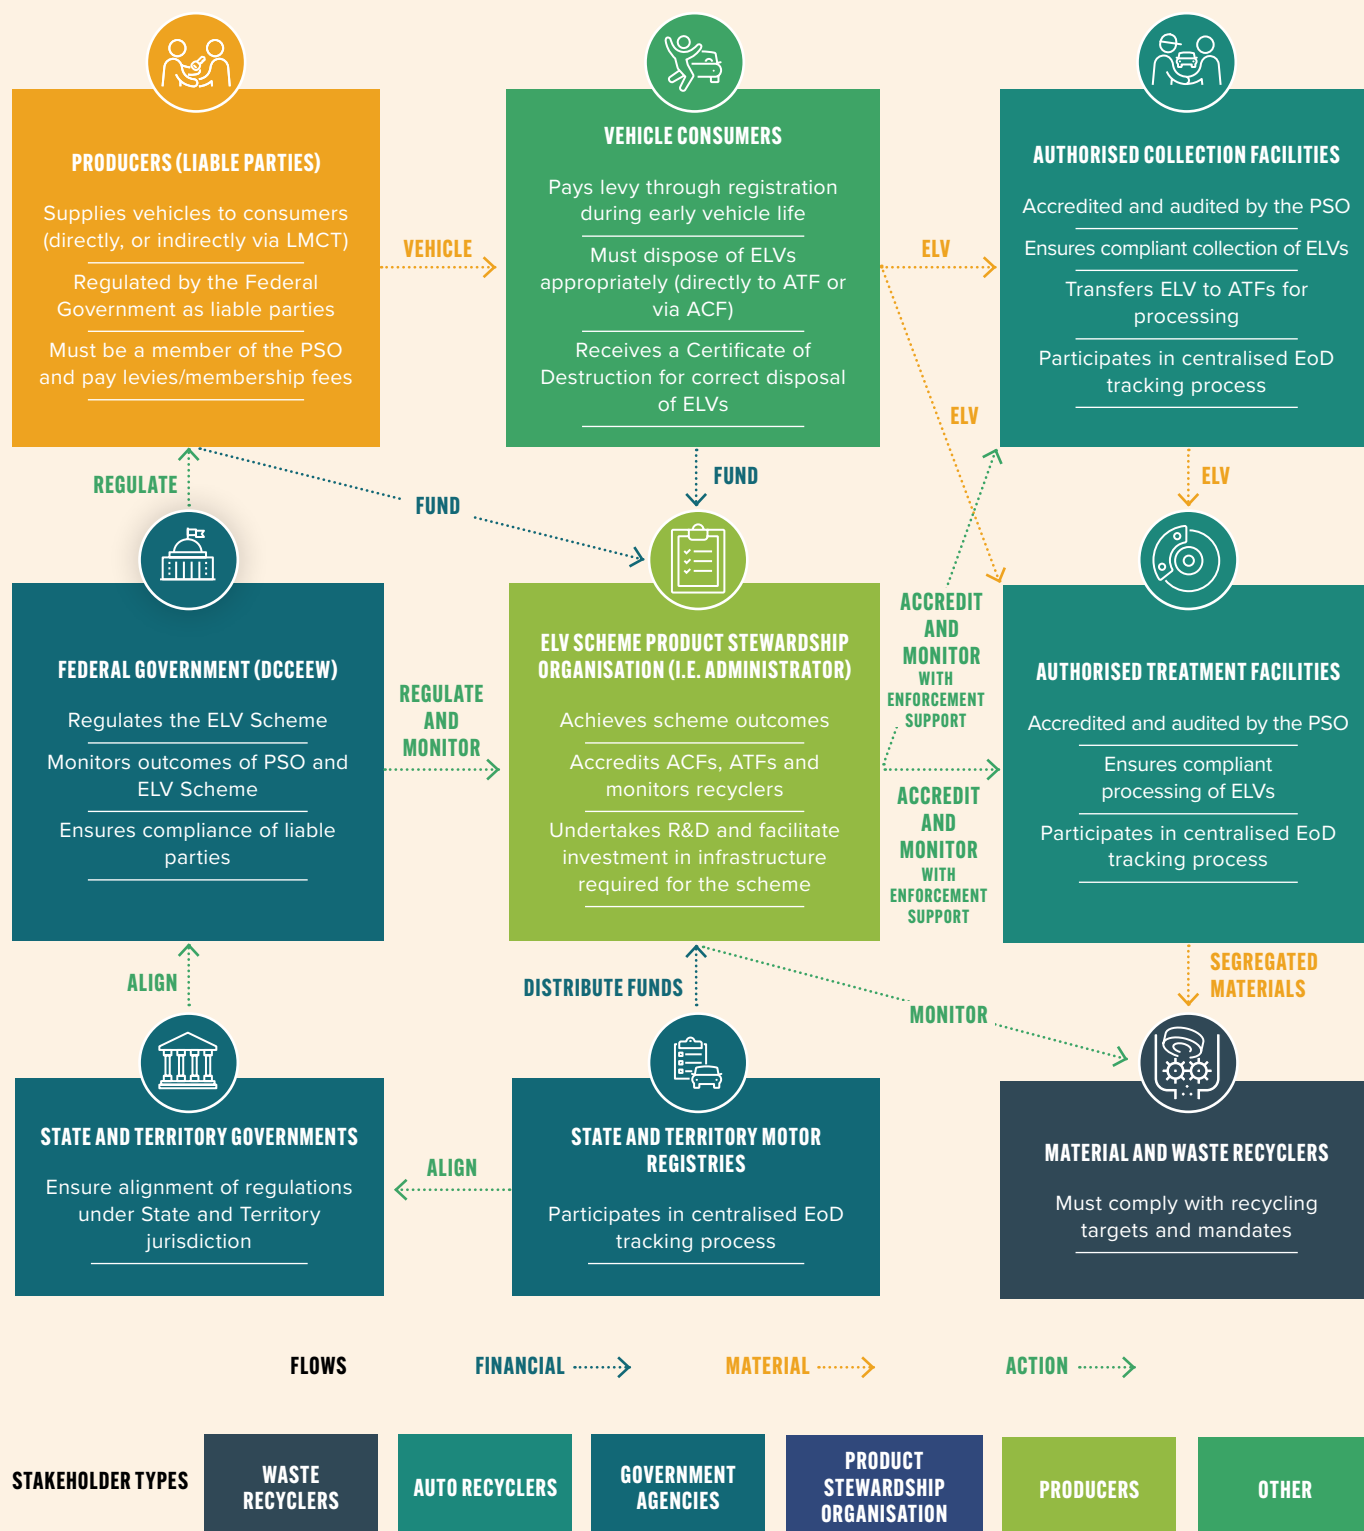 PRODUCERS (LIABLE PARTIES)
Supplies vehicles to consumers
(directly, or indirectly via LMCT)
Regulated by the Federal
Government as liable parties
Must be a member of the PSO
and pay levies/membership fees
VEHICLE
VEHICLE CONSUMERS
Pays levy through registration
during early vehicle life
Must dispose of ELVs
appropriately (directly to ATF or
via ACF)
Receives a Certificate of
Destruction for correct disposal
of ELVs
ELV
ELV
AUTHORISED COLLECTION FACILITIES
Accredited and audited by the PSO
Ensures compliant collection of ELVs
Transfers ELV to ATFs for
processing
Participates in centralised EoD
tracking process
REGULATE
FUND
FUND
ELV
FEDERAL GOVERNMENT (DCCEEW)
Regulates the ELV Scheme
Monitors outcomes of PSO and
ELV Scheme
Ensures compliance of liable
parties
REGULATE
AND
MONITOR
ELV SCHEME PRODUCT STEWARDSHIP
ORGANISATION (I.E. ADMINISTRATOR)
Achieves scheme outcomes
Accredits ACFs, ATFs and
monitors recyclers
Undertakes R&D and facilitate
investment in infrastructure
required for the scheme
ACCREDIT
AND
MONITOR
WITH
ENFORCEMENT
SUPPORT
ACCREDIT
AND
MONITOR
WITH
ENFORCEMENT
SUPPORT
AUTHORISED TREATMENT FACILITIES
Accredited and audited by the PSO
Ensures compliant
processing of ELVs
Participates in centralised EoD
tracking process
ALIGN
DISTRIBUTE FUNDS
MONITOR
SEGREGATED
MATERIALS
STATE AND TERRITORY GOVERNMENTS
Ensure alignment of regulations
under State and Territory
jurisdiction
ALIGN
STATE AND TERRITORY MOTOR
REGISTRIES
Participates in centralised EoD
tracking process
MATERIAL AND WASTE RECYCLERS
Must comply with recycling
targets and mandates
FLOWS
FINANCIAL
MATERIAL
ACTION
STAKEHOLDER TYPES
WASTE
RECYCLERS
AUTO RECYCLERS
GOVERNMENT
AGENCIES
PRODUCT
STEWARDSHIP
ORGANISATION
PRODUCERS
OTHER